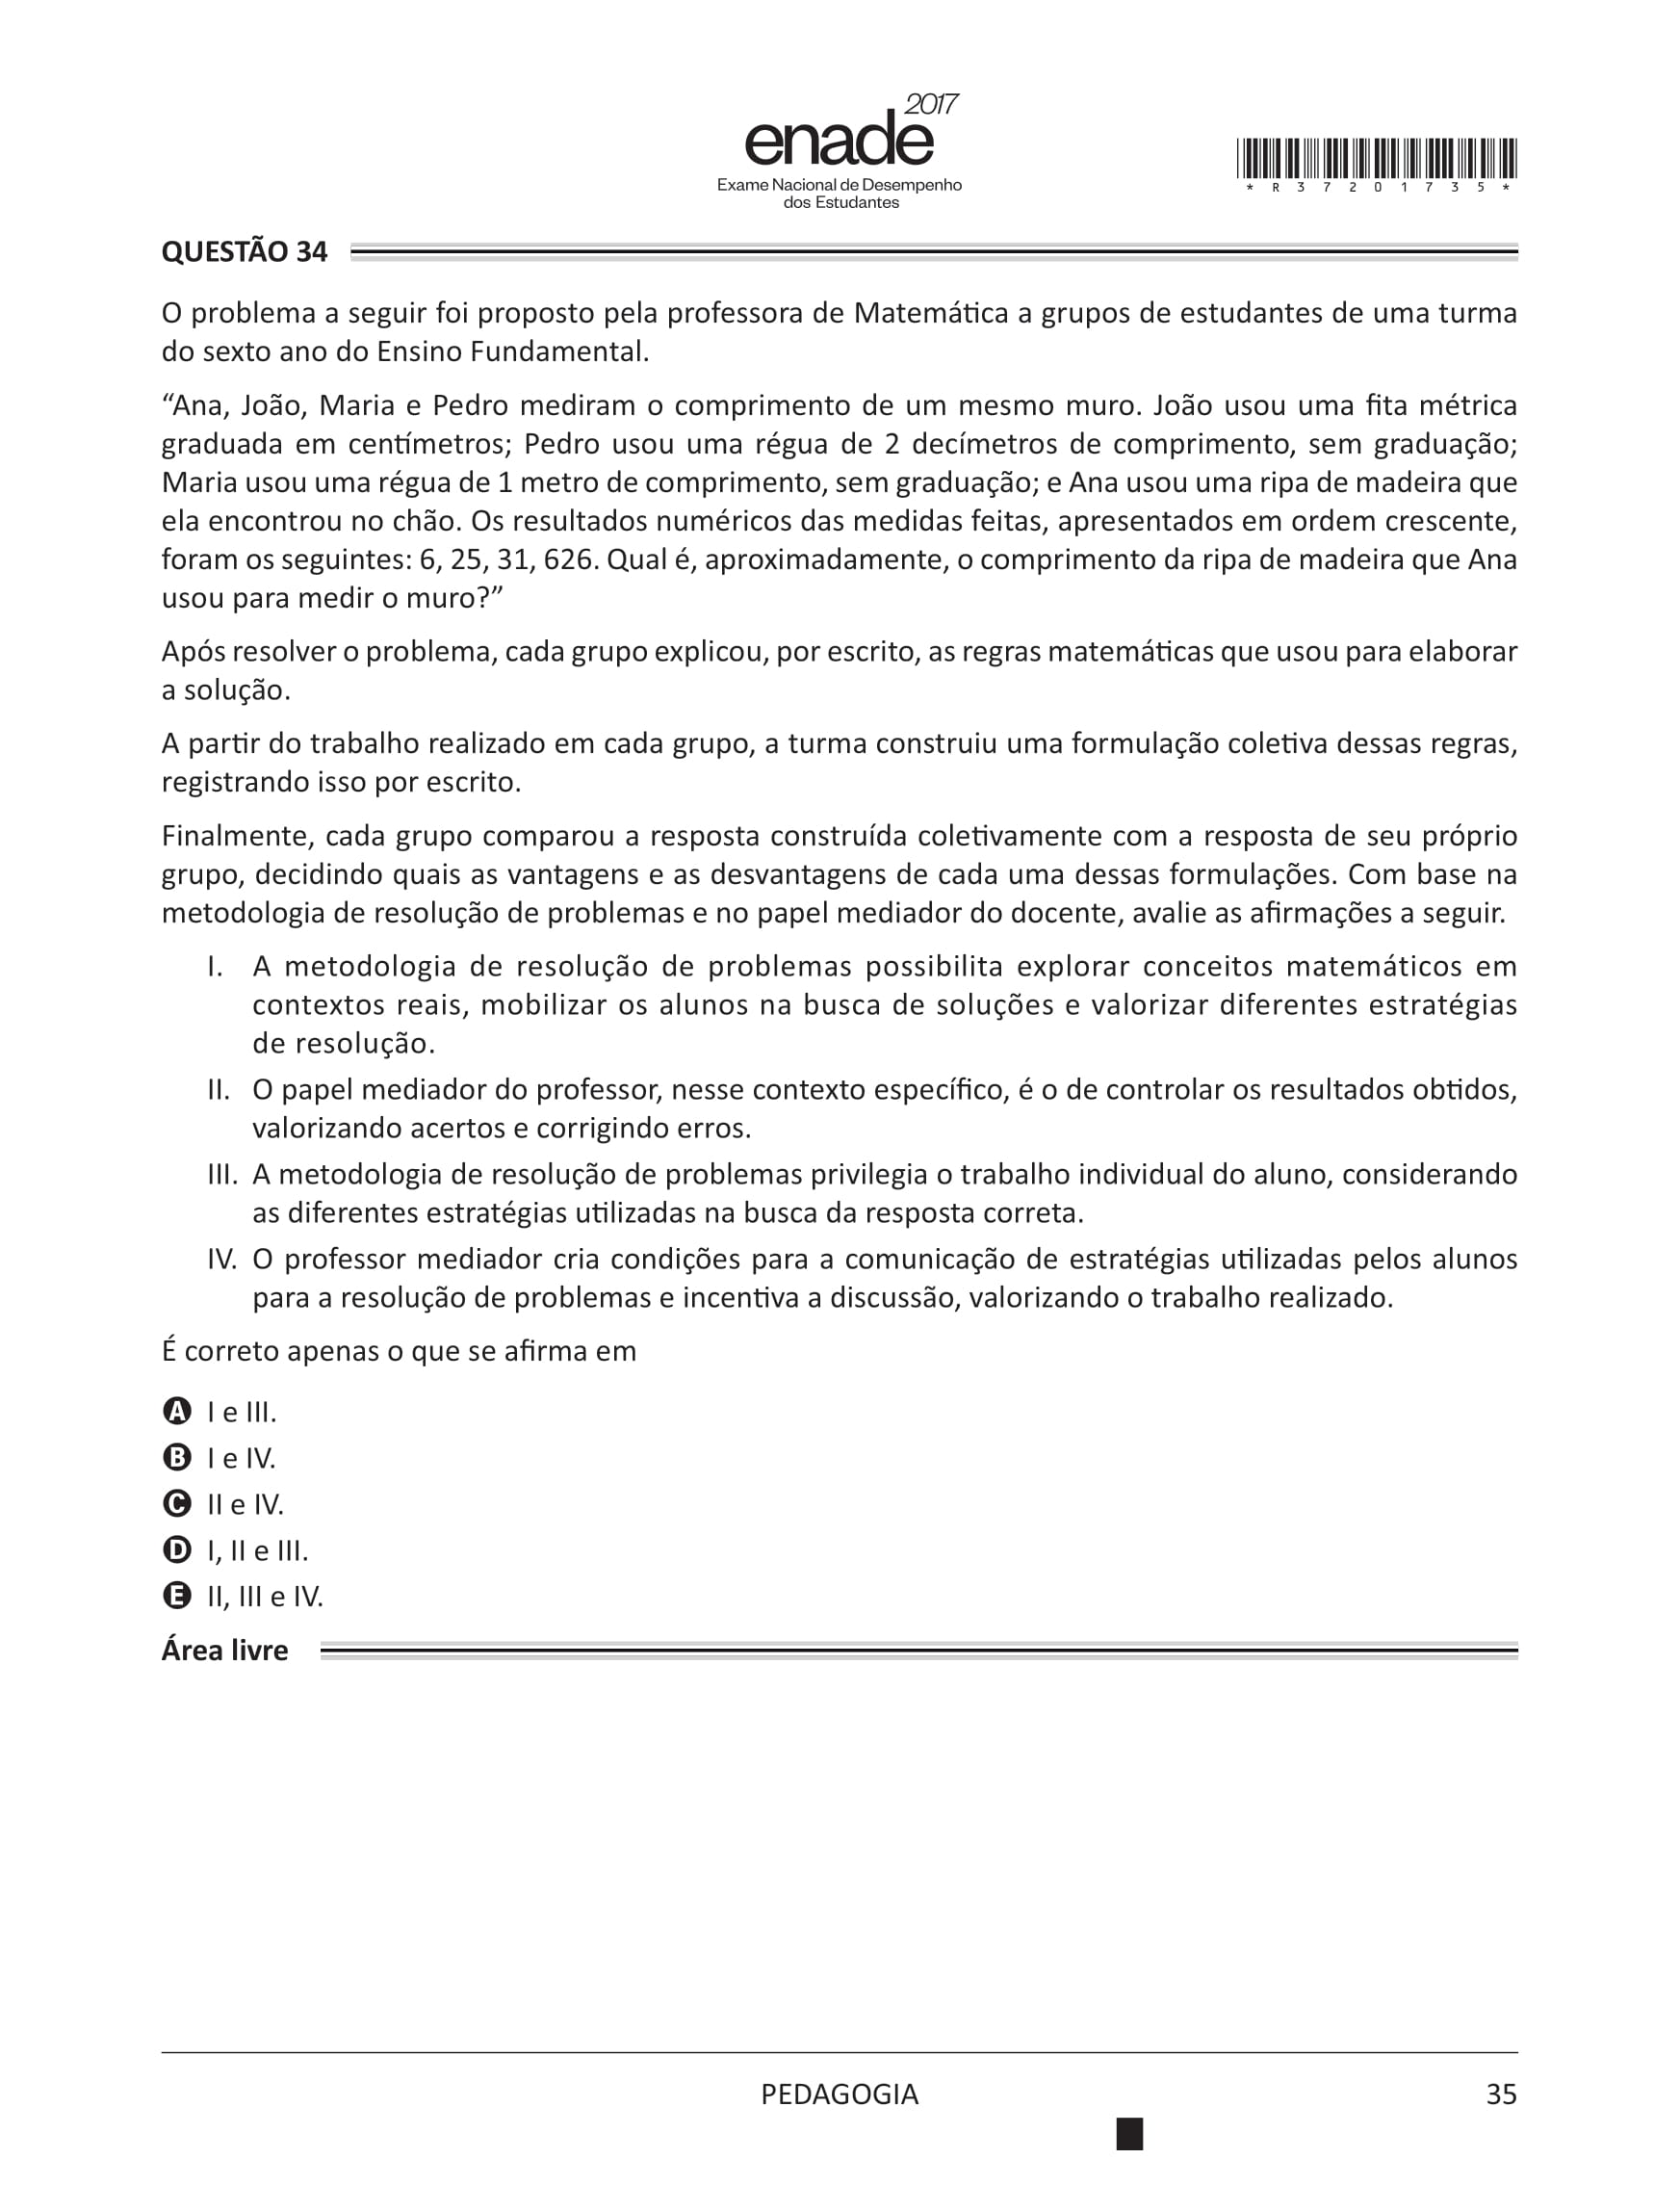 2017
enade
Exame Nacional de Desempenho
dos Estudantes
* R 3 7 2 0 1 7 3 5 *
QUESTÃO 34
O problema a seguir foi proposto pela professora de Matemática a grupos de estudantes de uma turma
do sexto ano do Ensino Fundamental.
“Ana, João, Maria e Pedro mediram o comprimento de um mesmo muro. João usou uma fita métrica
graduada em centímetros; Pedro usou uma régua de 2 decímetros de comprimento, sem graduação;
Maria usou uma régua de 1 metro de comprimento, sem graduação; e Ana usou uma ripa de madeira que
ela encontrou no chão. Os resultados numéricos das medidas feitas, apresentados em ordem crescente,
foram os seguintes: 6, 25, 31, 626. Qual é, aproximadamente, o comprimento da ripa de madeira que Ana
usou para medir o muro?”
Após resolver o problema, cada grupo explicou, por escrito, as regras matemáticas que usou para elaborar
a solução.
A partir do trabalho realizado em cada grupo, a turma construiu uma formulação coletiva dessas regras,
registrando isso por escrito.
Finalmente, cada grupo comparou a resposta construída coletivamente com a resposta de seu próprio
grupo, decidindo quais as vantagens e as desvantagens de cada uma dessas formulações. Com base na
metodologia de resolução de problemas e no papel mediador do docente, avalie as afirmações a seguir.
I. A metodologia de resolução de problemas possibilita explorar conceitos matemáticos em
contextos reais, mobilizar os alunos na busca de soluções e valorizar diferentes estratégias
de resolução.
II. O papel mediador do professor, nesse contexto específico, é o de controlar os resultados obtidos,
valorizando acertos e corrigindo erros.
III. A metodologia de resolução de problemas privilegia o trabalho individual do aluno, considerando
as diferentes estratégias utilizadas na busca da resposta correta.
IV. O professor mediador cria condições para a comunicação de estratégias utilizadas pelos alunos
para a resolução de problemas e incentiva a discussão, valorizando o trabalho realizado.
É correto apenas o que se afirma em
A I e III.
B I e IV.
C II e IV.
D I, II e III.
E II, III e IV.
Área livre
PEDAGOGIA
35